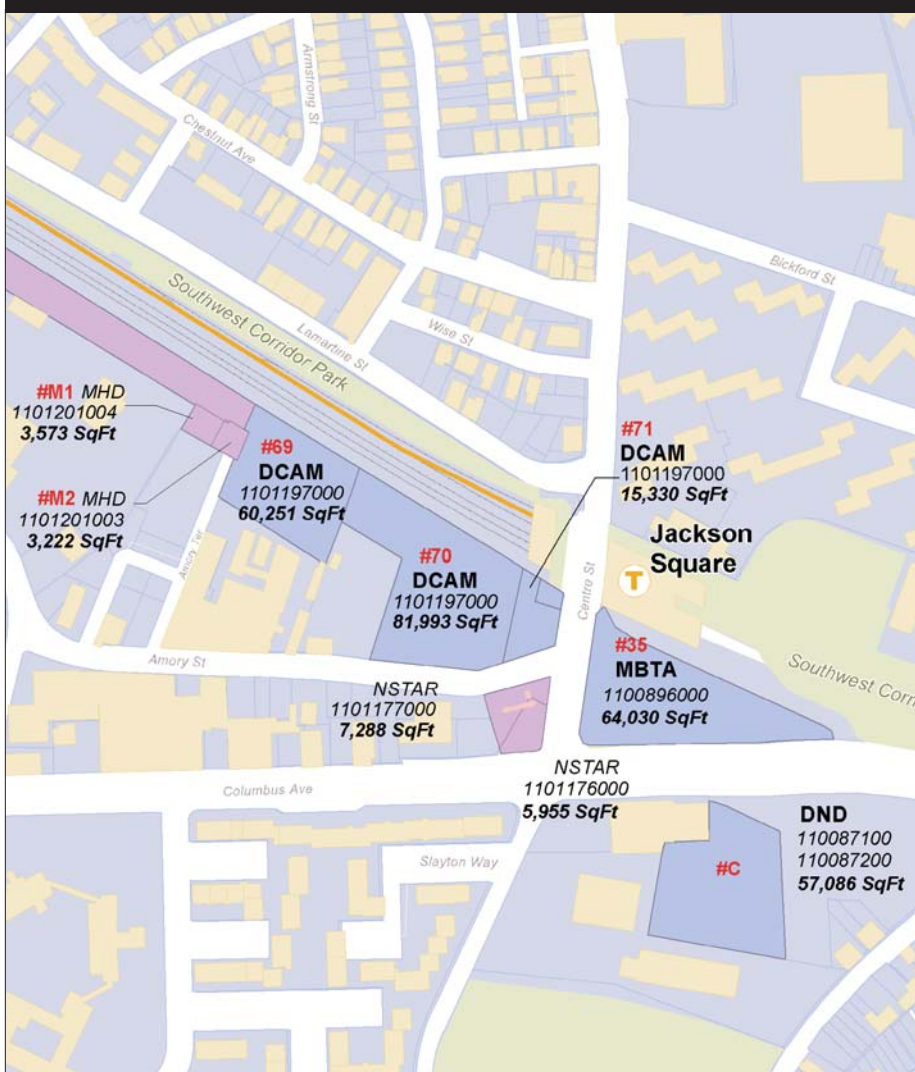 Armstrong St
Chestnut Ave
Bickford St
Southwest Corridor Park
Lamartine St
Wise St
#M1 MHD
1101201004
3,573 SqFt
#M2 MHD
1101201003
3,222 SqFt
#69
DCAM
1101197000
60,251 SqFt
#71
DCAM
1101197000
15,330 SqFt
Jackson
Square
T
#70
DCAM
1101197000
81,993 SqFt
Amory Ter
Centre St
Amory St
#35
MBTA
1100896000
64,030 SqFt
Southwest Corri
NSTAR
1101177000
7,288 SqFt
NSTAR
1101176000
5,955 SqFt
Columbus Ave
DND
110087100
110087200
57,086 SqFt
#C
Slayton Way